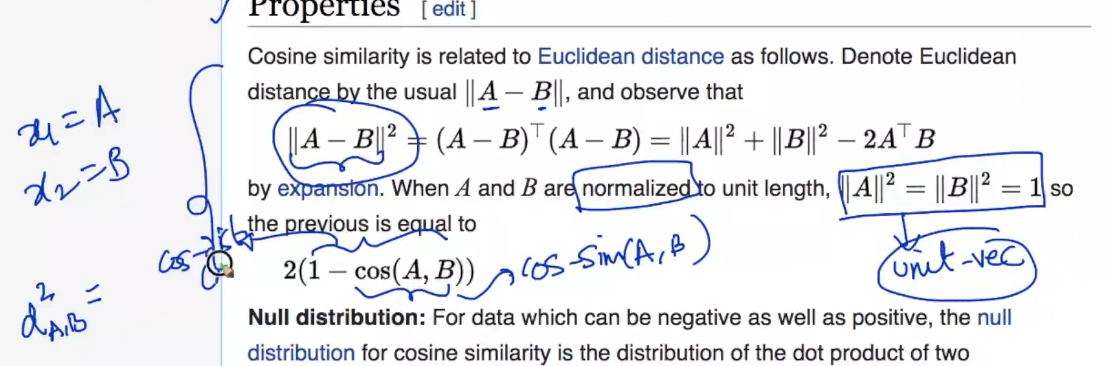 Properties [ edit ]
Cosine similarity is related to Euclidean distance as follows. Denote Euclidean
distance by the usual ‖A − B‖, and observe that
x₁ = A
‖A − B‖² = (A − B)ᵀ(A − B) = ‖A‖² + ‖B‖² − 2AᵀB
x₂ = B
by expansion. When A and B are normalized to unit length, ‖A‖² = ‖B‖² = 1 so
the previous is equal to
cos-dist
2(1 − cos(A, B))
cos-sim(A, B)
unit-vec
d²A,B =
Null distribution: For data which can be negative as well as positive, the null
distribution for cosine similarity is the distribution of the dot product of two